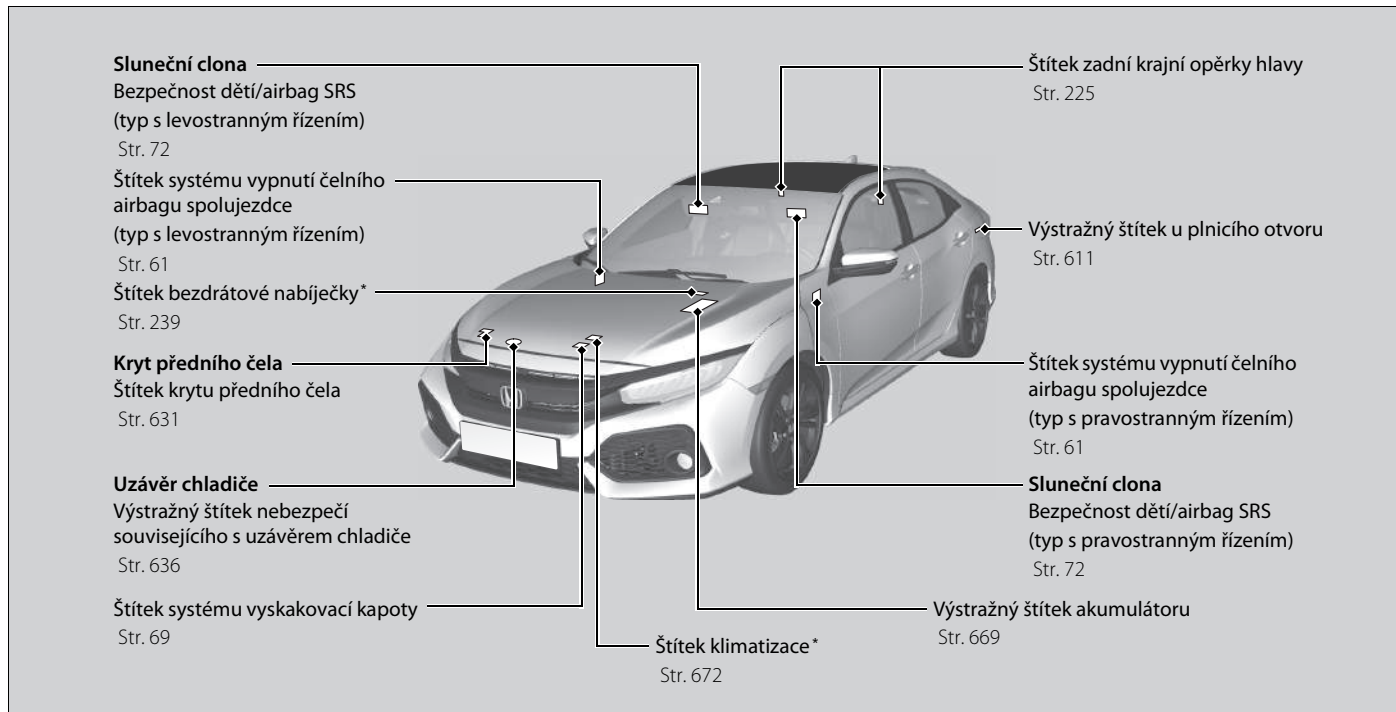 Sluneční clona
Bezpečnost dětí/airbag SRS
(typ s levostranným řízením)
Str. 72
Štítek systému vypnutí čelního
airbagu spolujezdce
(typ s levostranným řízením)
Str. 61
Štítek bezdrátové nabíječky*
Str. 239
Kryt předního čela
Štítek krytu předního čela
Str. 631
Uzávěr chladiče
Výstražný štítek nebezpečí
souvisejícího s uzávěrem chladiče
Str. 636
Štítek systému vyskakovací kapoty
Str. 69
Štítek klimatizace*
Str. 672
Štítek zadní krajní opěrky hlavy
Str. 225
Výstražný štítek u plnicího otvoru
Str. 611
Štítek systému vypnutí čelního
airbagu spolujezdce
(typ s pravostranným řízením)
Str. 61
Sluneční clona
Bezpečnost dětí/airbag SRS
(typ s pravostranným řízením)
Str. 72
Výstražný štítek akumulátoru
Str. 669